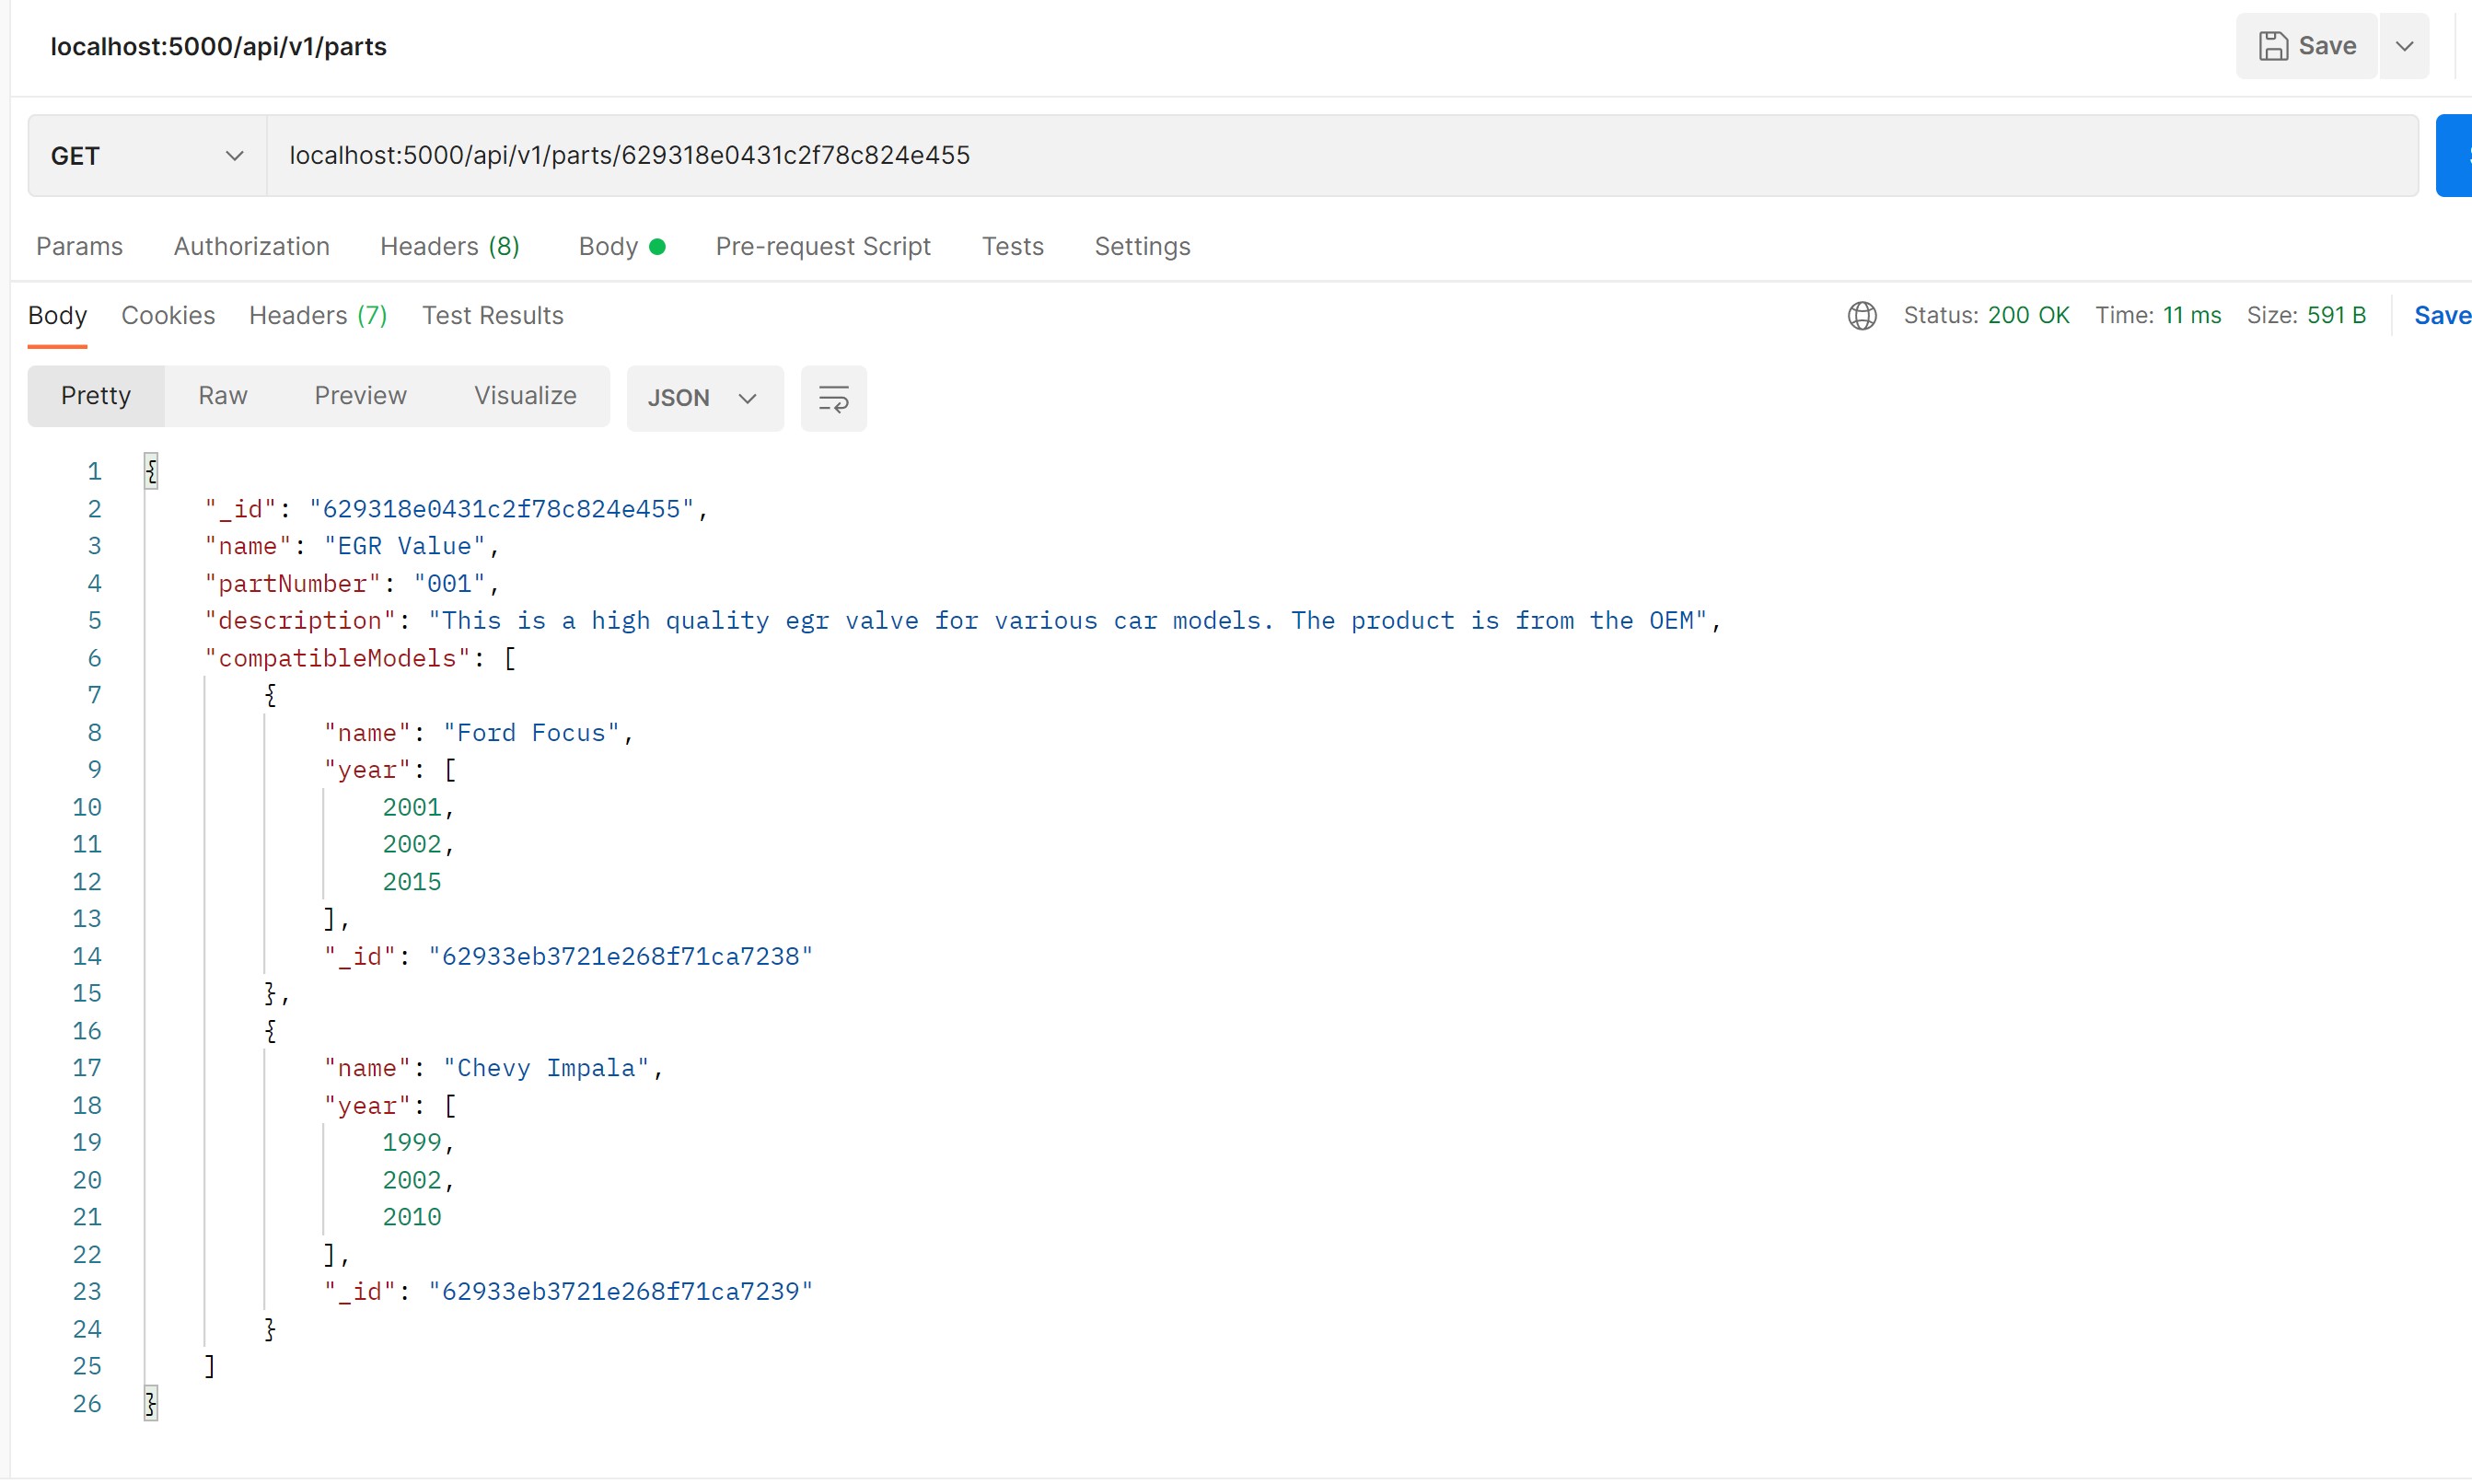 localhost:5000/api/v1/parts
Save
GET localhost:5000/api/v1/parts/629318e0431c2f78c824e455
Params Authorization Headers (8) Body Pre-request Script Tests Settings
Body Cookies Headers (7) Test Results Status: 200 OK Time: 11 ms Size: 591 B Save
Pretty Raw Preview Visualize JSON
1 {
2 "_id": "629318e0431c2f78c824e455",
3 "name": "EGR Value",
4 "partNumber": "001",
5 "description": "This is a high quality egr valve for various car models. The product is from the OEM",
6 "compatibleModels": [
7 {
8 "name": "Ford Focus",
9 "year": [
10 2001,
11 2002,
12 2015
13 ],
14 "_id": "62933eb3721e268f71ca7238"
15 },
16 {
17 "name": "Chevy Impala",
18 "year": [
19 1999,
20 2002,
21 2010
22 ],
23 "_id": "62933eb3721e268f71ca7239"
24 }
25 ]
26 }